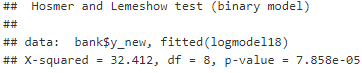 ## Hosmer and Lemeshow test (binary model)
##
## data: bank$y_new, fitted(logmodel18)
## X-squared = 32.412, df = 8, p-value = 7.858e-05